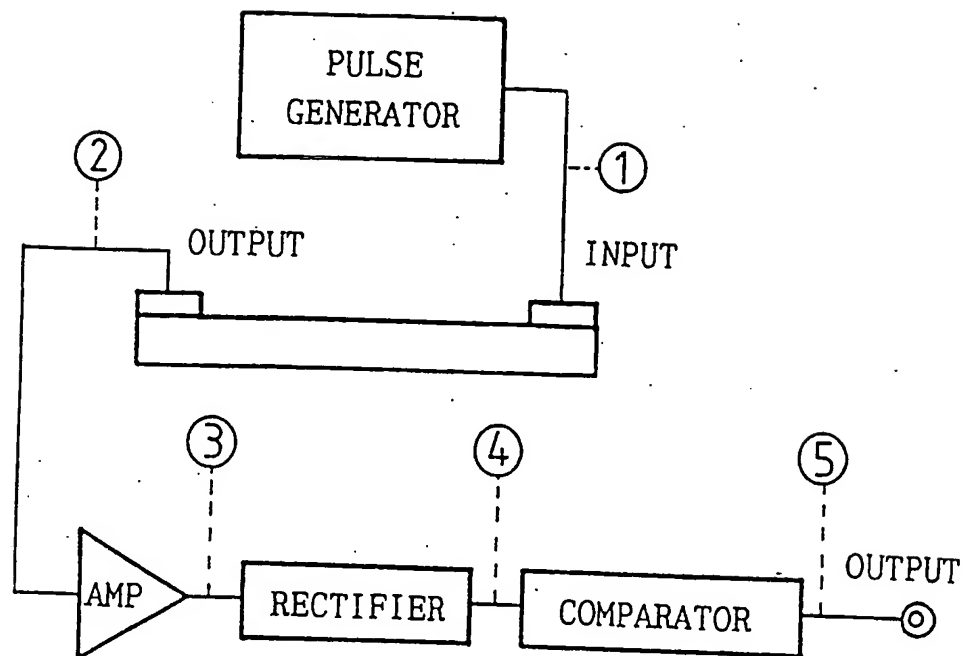 PULSE
GENERATOR
①
②
OUTPUT
INPUT
③
④
⑤
OUTPUT
AMP
RECTIFIER
COMPARATOR